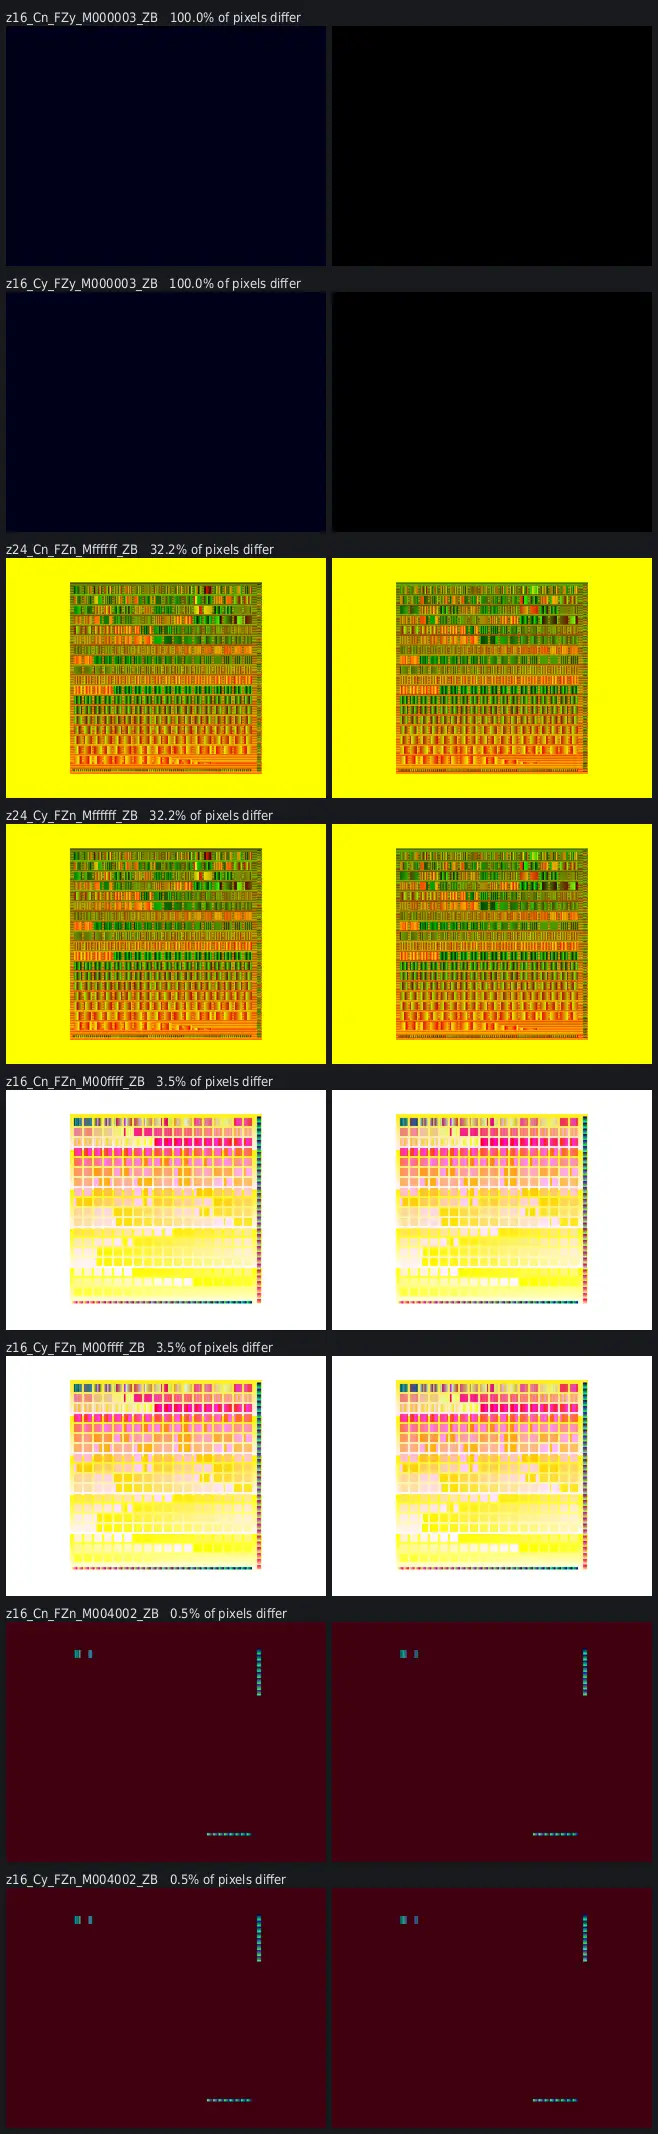 z16_Cn_FZy_M000003_ZB   100.0% of pixels differ
z16_Cy_FZy_M000003_ZB   100.0% of pixels differ
z24_Cn_FZn_Mffffff_ZB   32.2% of pixels differ
z24_Cy_FZn_Mffffff_ZB   32.2% of pixels differ
z16_Cn_FZn_M00ffff_ZB   3.5% of pixels differ
z16_Cy_FZn_M00ffff_ZB   3.5% of pixels differ
z16_Cn_FZn_M004002_ZB   0.5% of pixels differ
z16_Cy_FZn_M004002_ZB   0.5% of pixels differ